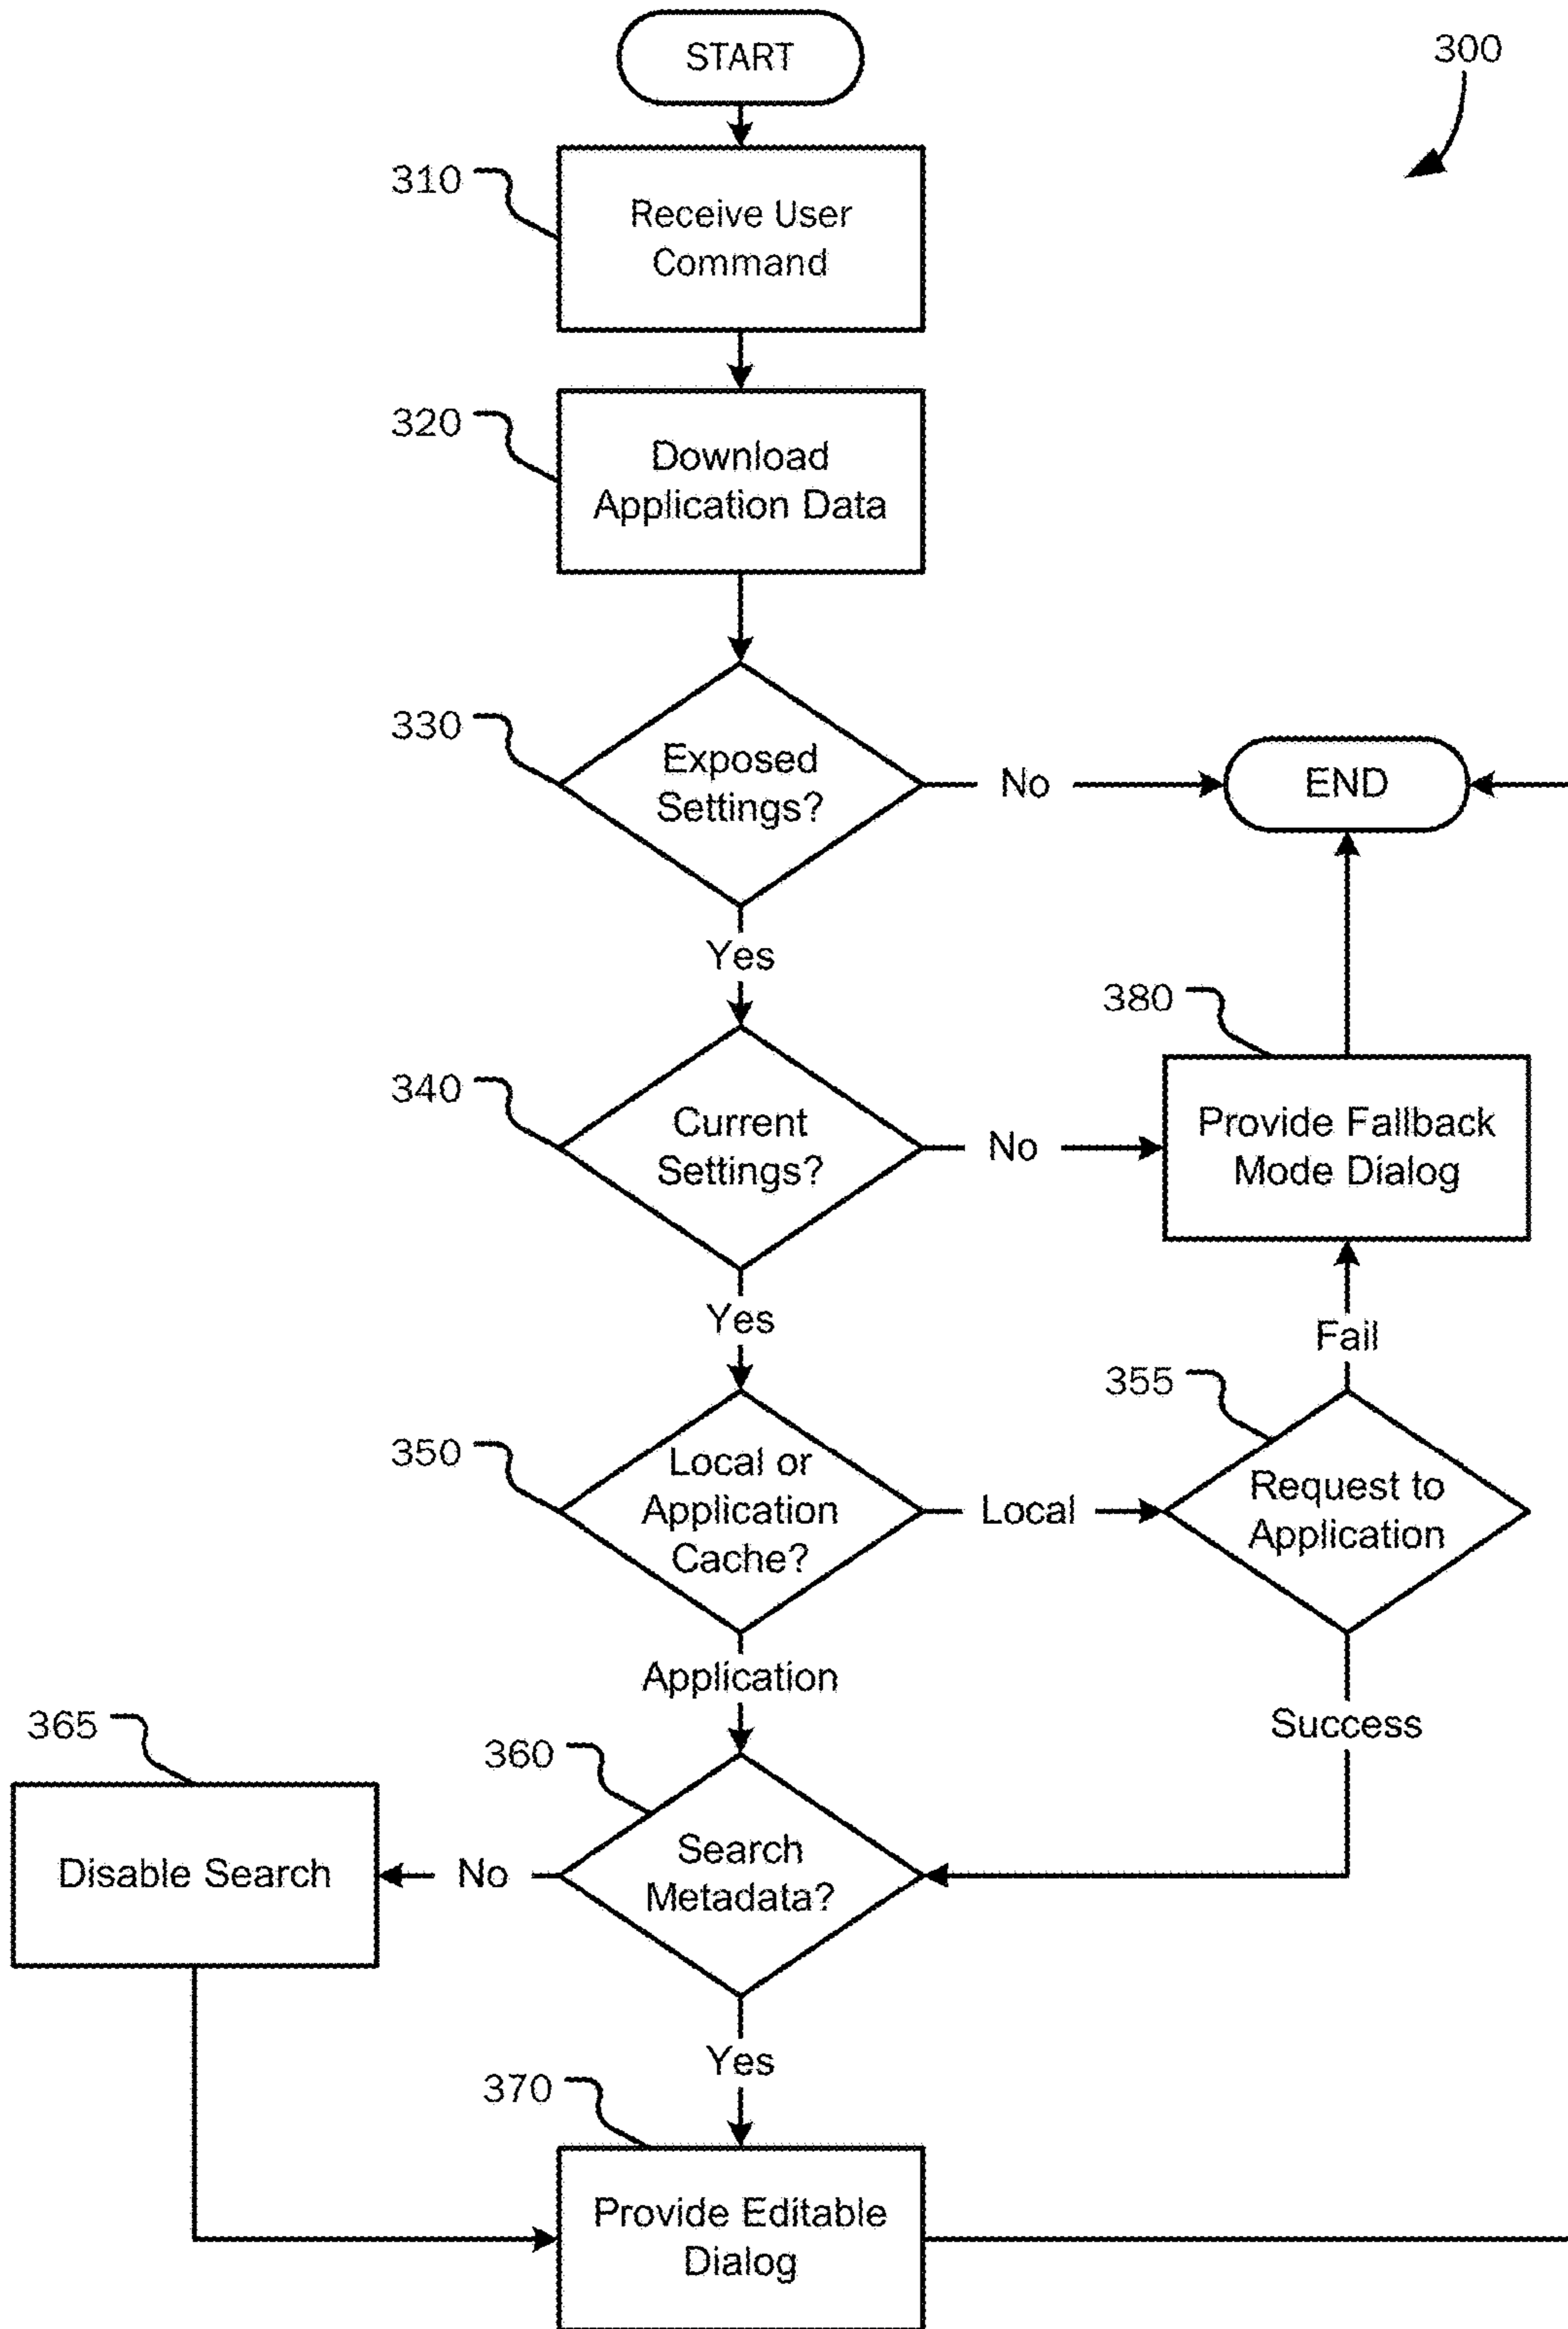 START
300
310
Receive User
Command
320
Download
Application Data
330
Exposed
Settings?
No
END
Yes
380
340
Current
Settings?
No
Provide Fallback
Mode Dialog
Yes
Fail
355
350
Local or
Application
Cache?
Local
Request to
Application
Application
Success
365
360
Disable Search
No
Search
Metadata?
Yes
370
Provide Editable
Dialog